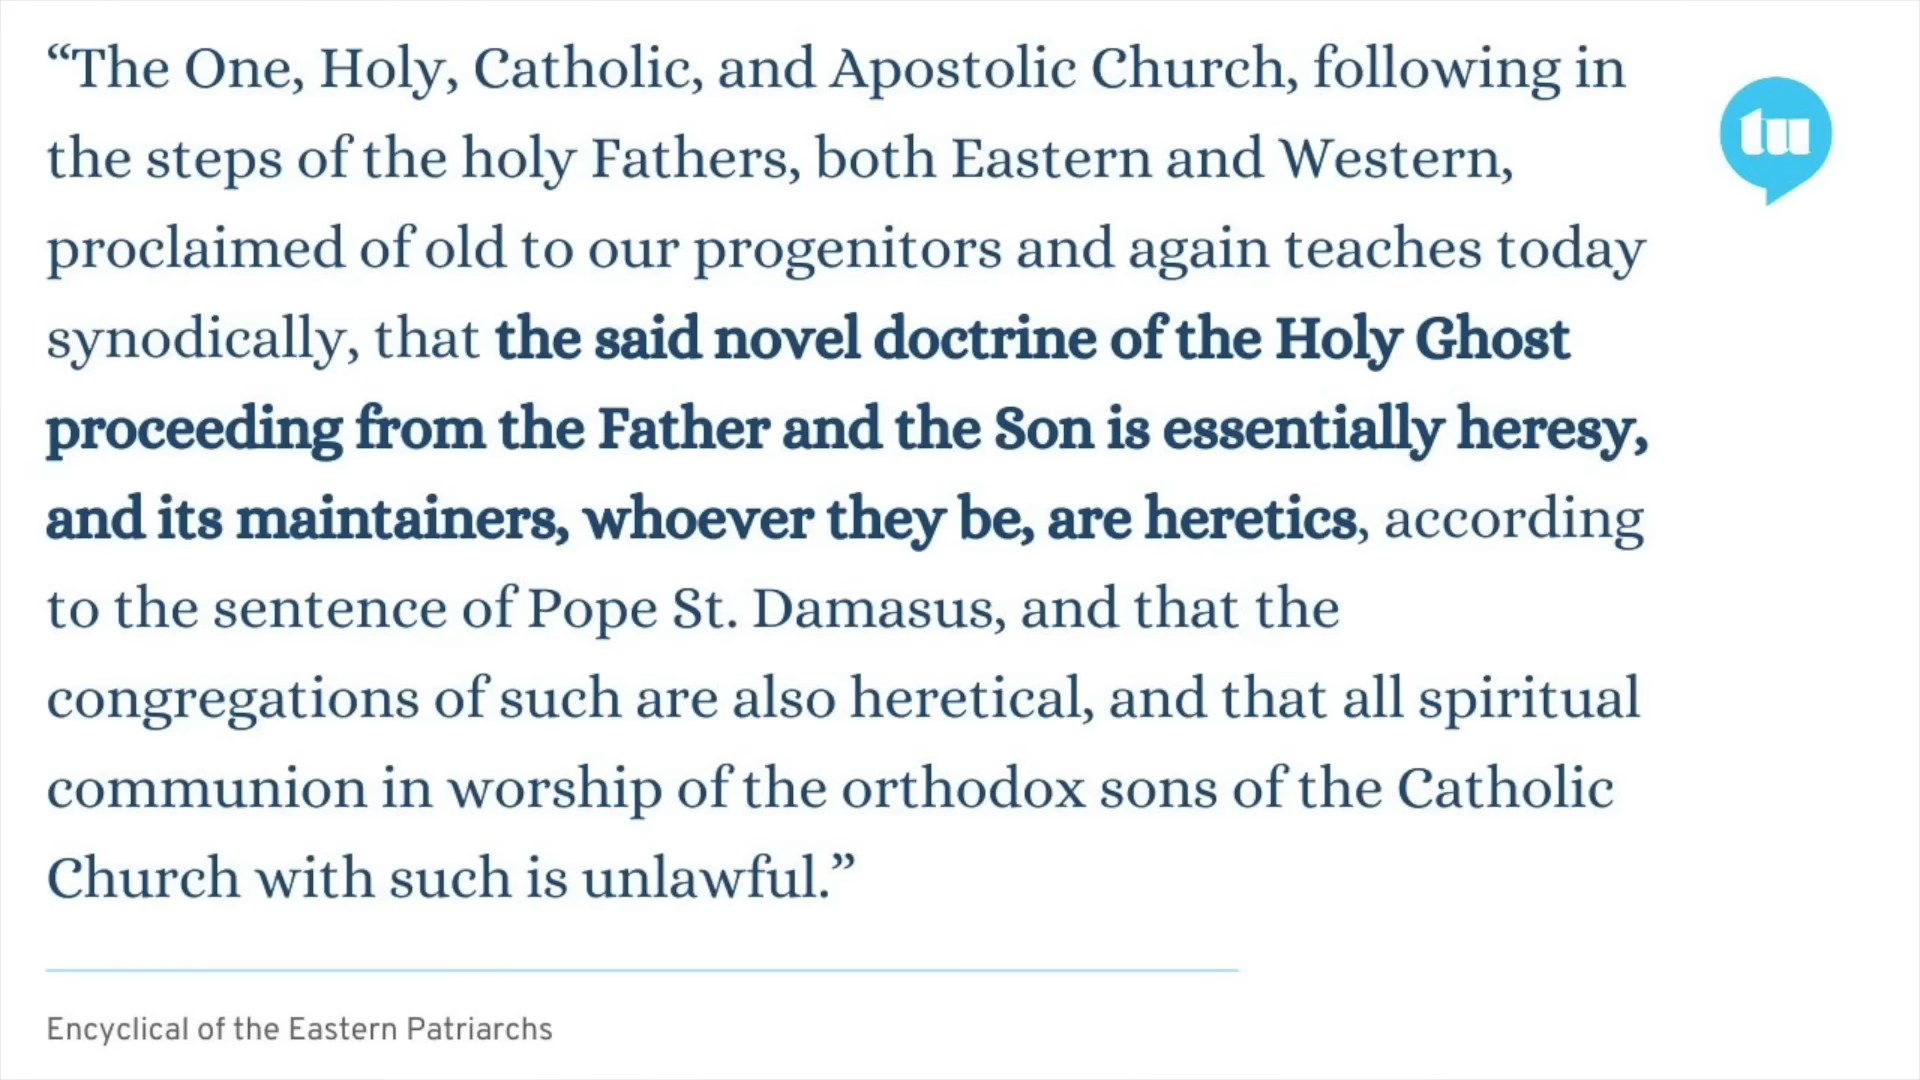 “The One, Holy, Catholic, and Apostolic Church, following in
the steps of the holy Fathers, both Eastern and Western,
proclaimed of old to our progenitors and again teaches today
synodically, that the said novel doctrine of the Holy Ghost
proceeding from the Father and the Son is essentially heresy,
and its maintainers, whoever they be, are heretics, according
to the sentence of Pope St. Damasus, and that the
congregations of such are also heretical, and that all spiritual
communion in worship of the orthodox sons of the Catholic
Church with such is unlawful.”
tu
Encyclical of the Eastern Patriarchs